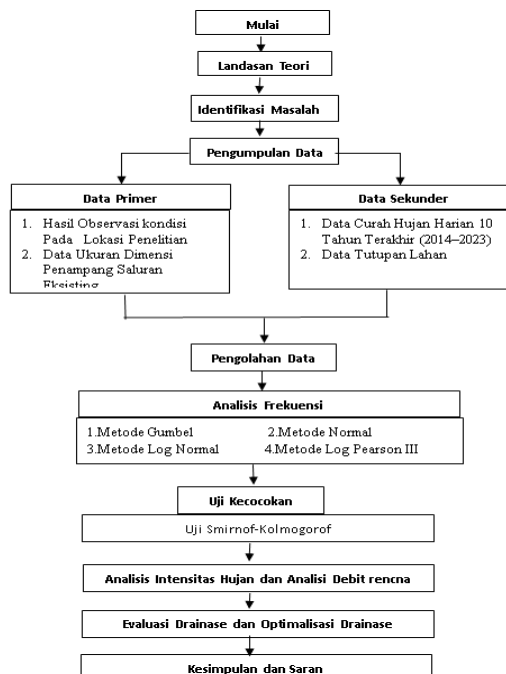 Mulai
Landasan Teori
Identifikasi Masalah
Pengumpulan Data
Data Primer
1. Hasil Observasi kondisi
Pada Lokasi Penelitian
2. Data Ukuran Dimensi
Penampang Saluran
Eksisting
Data Sekunder
1. Data Curah Hujan Harian 10
Tahun Terakhir (2014–2023)
2. Data Tutupan Lahan
Pengolahan Data
Analisis Frekuensi
1.Metode Gumbel 2.Metode Normal
3.Metode Log Normal 4.Metode Log Pearson III
Uji Kecocokan
Uji Smirnof-Kolmogorof
Analisis Intensitas Hujan dan Analisi Debit rencna
Evaluasi Drainase dan Optimalisasi Drainase
Kesimpulan dan Saran